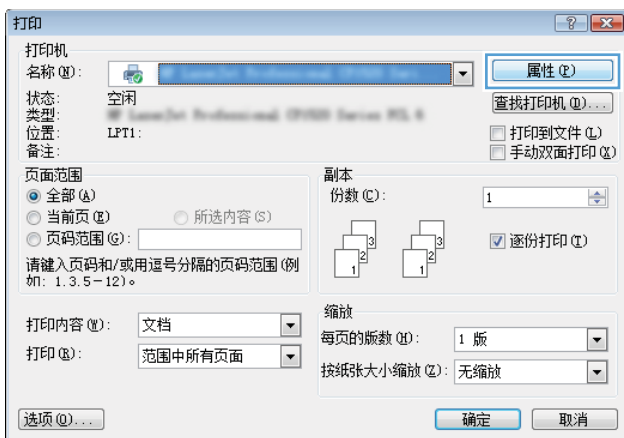 打印
打印机
名称(N):
属性(P)
状态: 空闲
查找打印机(D)...
类型:
位置: LPT1:
打印到文件(L)
备注:
手动双面打印(X)
页面范围
全部(A)
当前页(E) 所选内容(S)
页码范围(G):
请键入页码和/或用逗号分隔的页码范围(例
如: 1.3.5-12)。
副本
份数(C): 1
3 2 1
3 2 1
逐份打印(T)
打印内容(W): 文档
打印(R): 范围中所有页面
缩放
每页的版数(H): 1 版
按纸张大小缩放(Z): 无缩放
选项(O)...
确定 取消